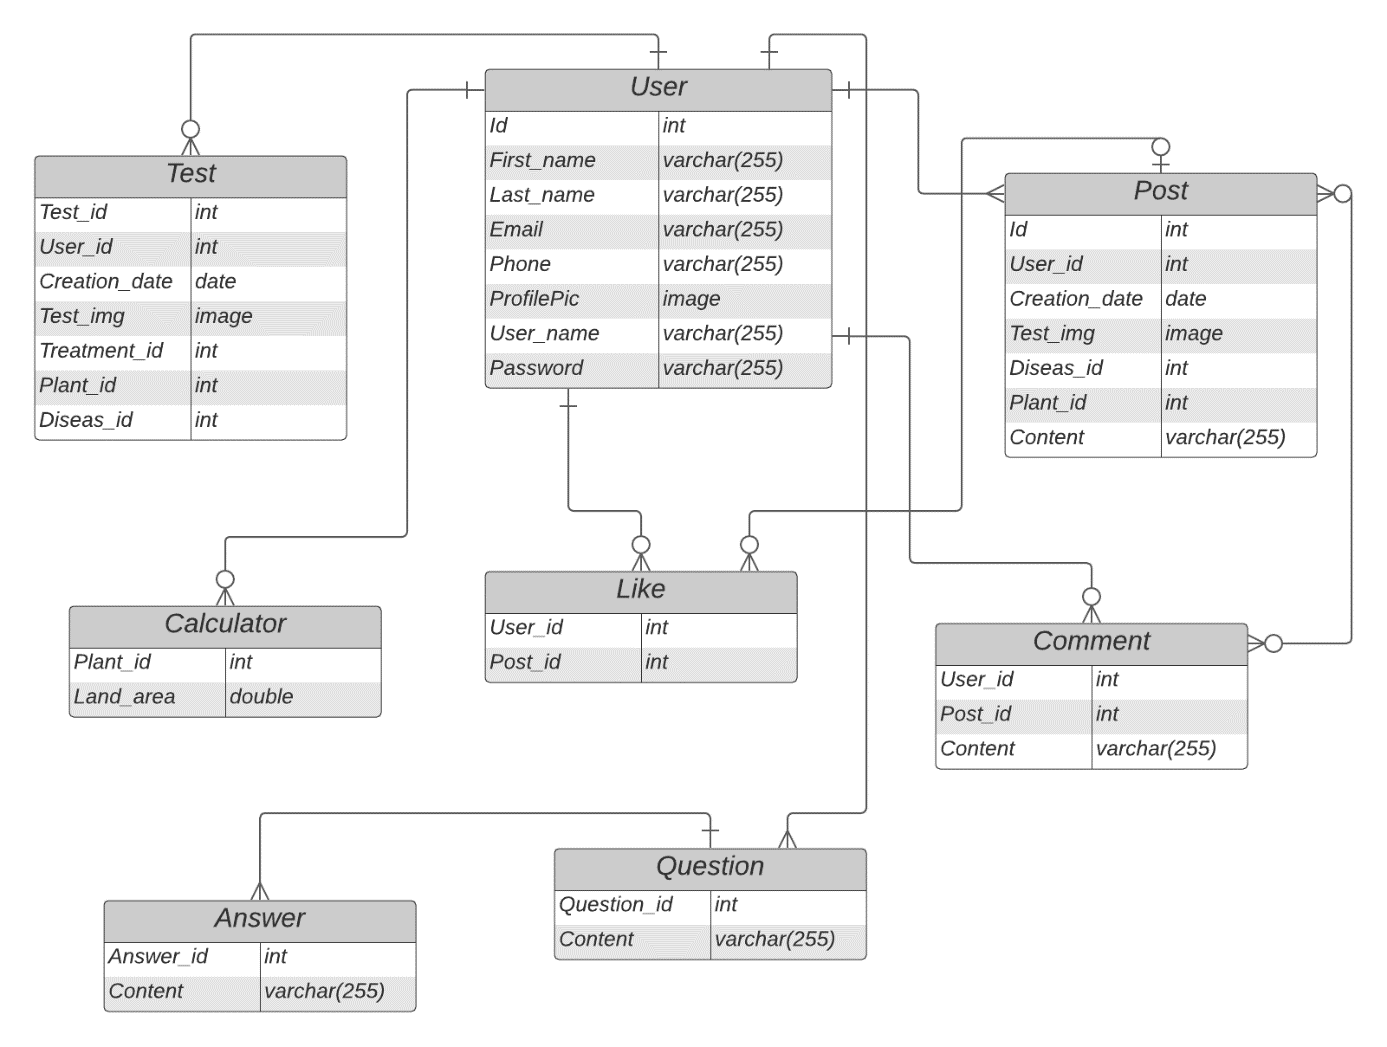 User
Id int
First_name varchar(255)
Last_name varchar(255)
Email varchar(255)
Phone varchar(255)
ProfilePic image
User_name varchar(255)
Password varchar(255)
Test
Test_id int
User_id int
Creation_date date
Test_img image
Treatment_id int
Plant_id int
Diseas_id int
Post
Id int
User_id int
Creation_date date
Test_img image
Diseas_id int
Plant_id int
Content varchar(255)
Calculator
Plant_id int
Land_area double
Like
User_id int
Post_id int
Comment
User_id int
Post_id int
Content varchar(255)
Question
Question_id int
Content varchar(255)
Answer
Answer_id int
Content varchar(255)